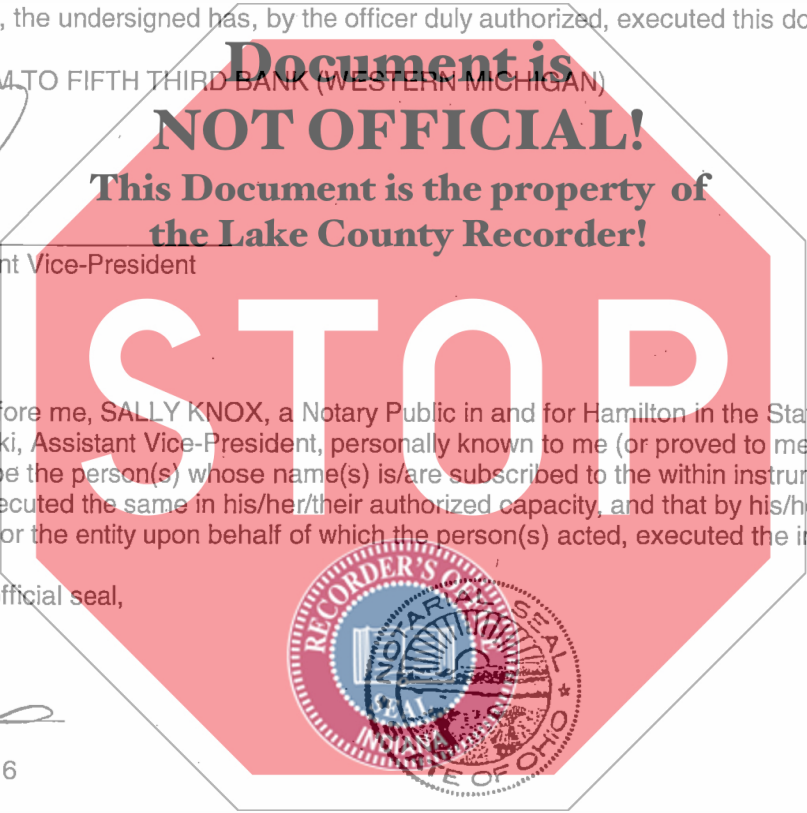 , the undersigned has, by the officer duly authorized, executed this do
Document is
M TO FIFTH THIRD BANK (WESTERN MICHIGAN)
NOT OFFICIAL!
This Document is the property of
the Lake County Recorder!
nt Vice-President
STOP
fore me, SALLY KNOX, a Notary Public in and for Hamilton in the Sta
ki, Assistant Vice-President, personally known to me (or proved to me
be the person(s) whose name(s) is/are subscribed to the within instrum
ecuted the same in his/her/their authorized capacity, and that by his/he
or the entity upon behalf of which the person(s) acted, executed the in
fficial seal,
RECORDER'S OFFICE
SEAL
INDIANA
NOTARIAL SEAL
STATE OF OHIO
6